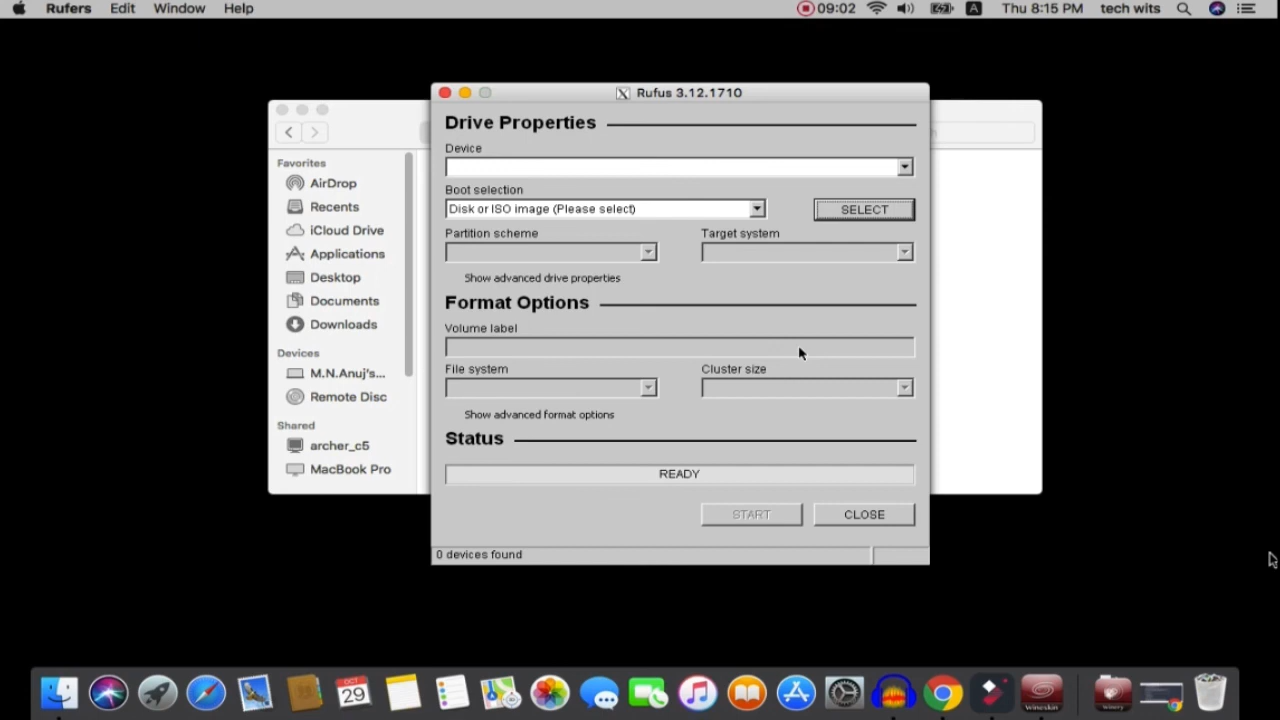 Rufers Edit Window Help 09:02 A Thu 8:15 PM tech wits
Rufus 3.12.1710
Drive Properties
Device
Boot selection
Disk or ISO image (Please select)
SELECT
Partition scheme
Target system
Show advanced drive properties
Format Options
Volume label
File system
Cluster size
Show advanced format options
Status
READY
START
CLOSE
0 devices found
Favorites
AirDrop
Recents
iCloud Drive
Applications
Desktop
Documents
Downloads
Devices
M.N.Anuj's...
Remote Disc
Shared
archer_c5
MacBook Pro
OCT
29
Wineskin
Winery